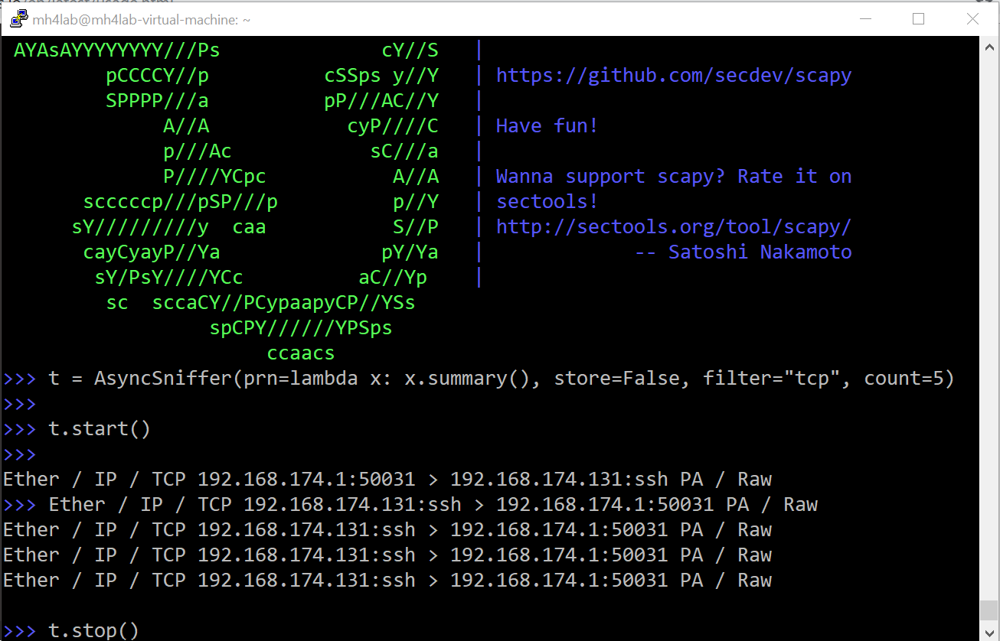 mh4lab@mh4lab-virtual-machine: ~
AYAsAYYYYYYYY///Ps cY//S |
pCCCCY//p cSSps y//Y | https://github.com/secdev/scapy
SPPPP///a pP///AC//Y |
A//A cyP////C | Have fun!
p///Ac sC///a |
P////YCpc A//A | Wanna support scapy? Rate it on
scccccp///pSP///p p//Y | sectools!
sY/////////y caa S//P | http://sectools.org/tool/scapy/
cayCyayP//Ya pY/Ya | -- Satoshi Nakamoto
sY/PsY////YCc aC//Yp |
sc sccaCY//PCypaapyCP//YSs
spCPY//////YPSps
ccaacs
>>> t = AsyncSniffer(prn=lambda x: x.summary(), store=False, filter="tcp", count=5)
>>>
>>> t.start()
>>>
Ether / IP / TCP 192.168.174.1:50031 > 192.168.174.131:ssh PA / Raw
>>> Ether / IP / TCP 192.168.174.131:ssh > 192.168.174.1:50031 PA / Raw
Ether / IP / TCP 192.168.174.131:ssh > 192.168.174.1:50031 PA / Raw
Ether / IP / TCP 192.168.174.131:ssh > 192.168.174.1:50031 PA / Raw
Ether / IP / TCP 192.168.174.131:ssh > 192.168.174.1:50031 PA / Raw
>>> t.stop()